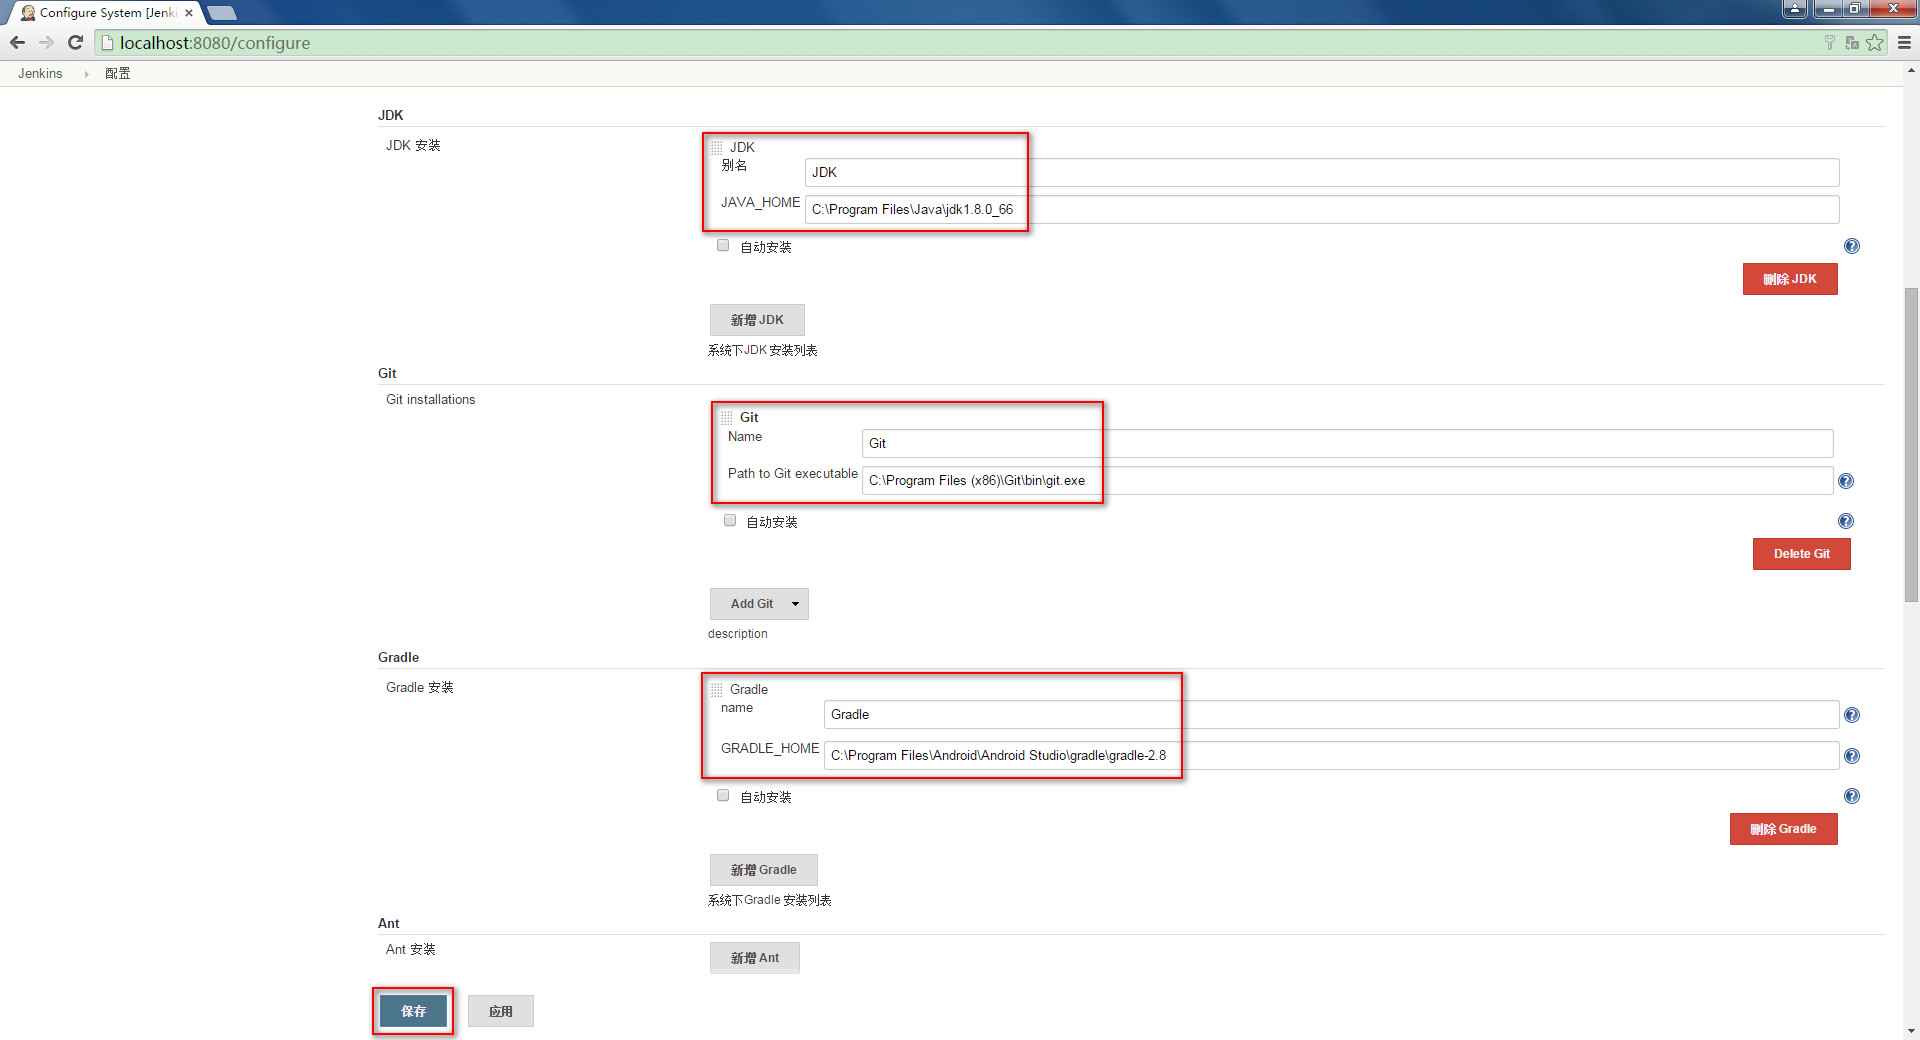 Configure System [Jenki
localhost:8080/configure
Jenkins
配置
JDK
JDK 安装
JDK
别名
JDK
JAVA_HOME
C:\Program Files\Java\jdk1.8.0_66
自动安装
删除 JDK
新增 JDK
系统下JDK 安装列表
Git
Git installations
Git
Name
Git
Path to Git executable
C:\Program Files (x86)\Git\bin\git.exe
自动安装
Delete Git
Add Git
description
Gradle
Gradle 安装
Gradle
name
Gradle
GRADLE_HOME
C:\Program Files\Android\Android Studio\gradle\gradle-2.8
自动安装
删除 Gradle
新增 Gradle
系统下Gradle 安装列表
Ant
Ant 安装
新增 Ant
保存
应用